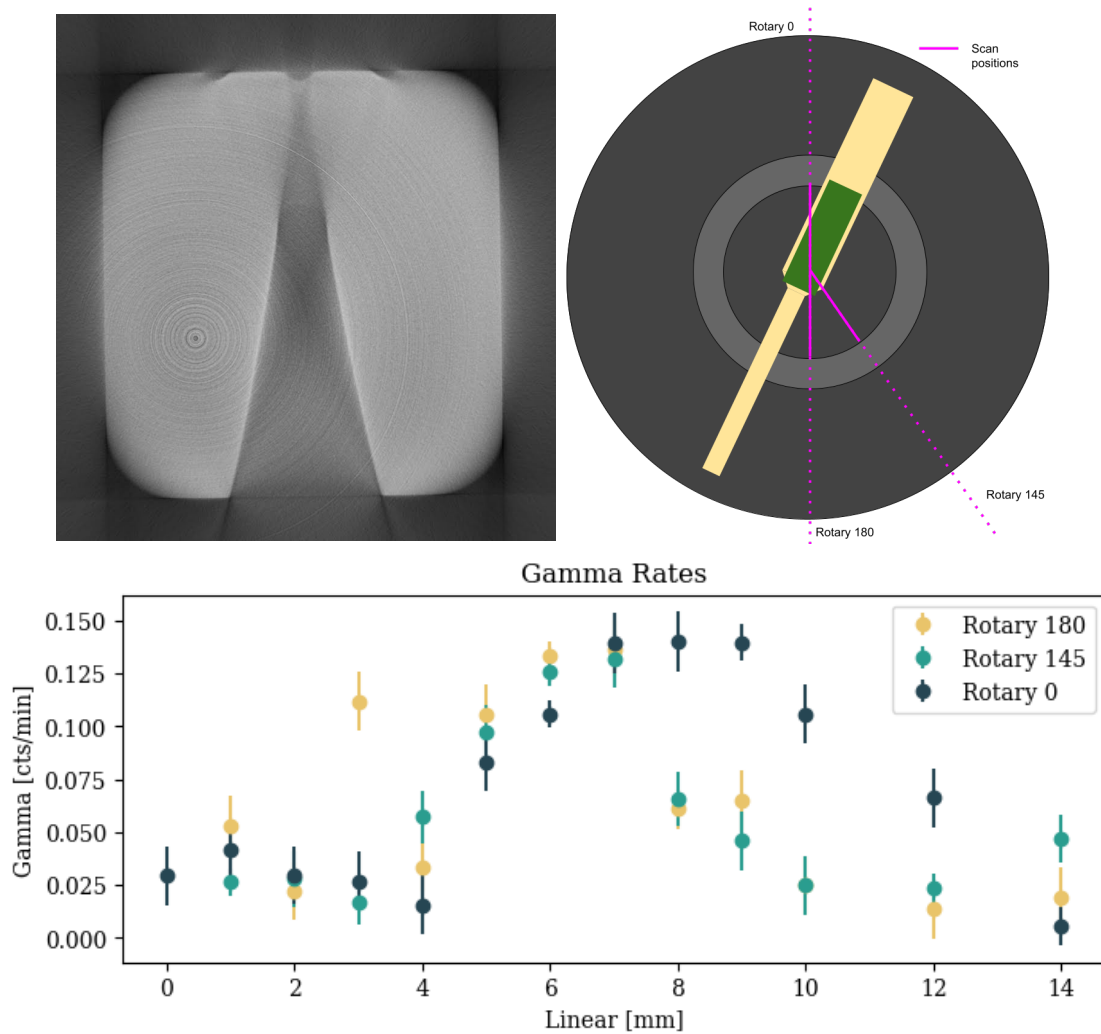 Rotary 0
Scan
positions
Rotary 145
Rotary 180
Gamma Rates
Gamma [cts/min]
0.150
0.125
0.100
0.075
0.050
0.025
0.000
Rotary 180
Rotary 145
Rotary 0
0 2 4 6 8 10 12 14
Linear [mm]